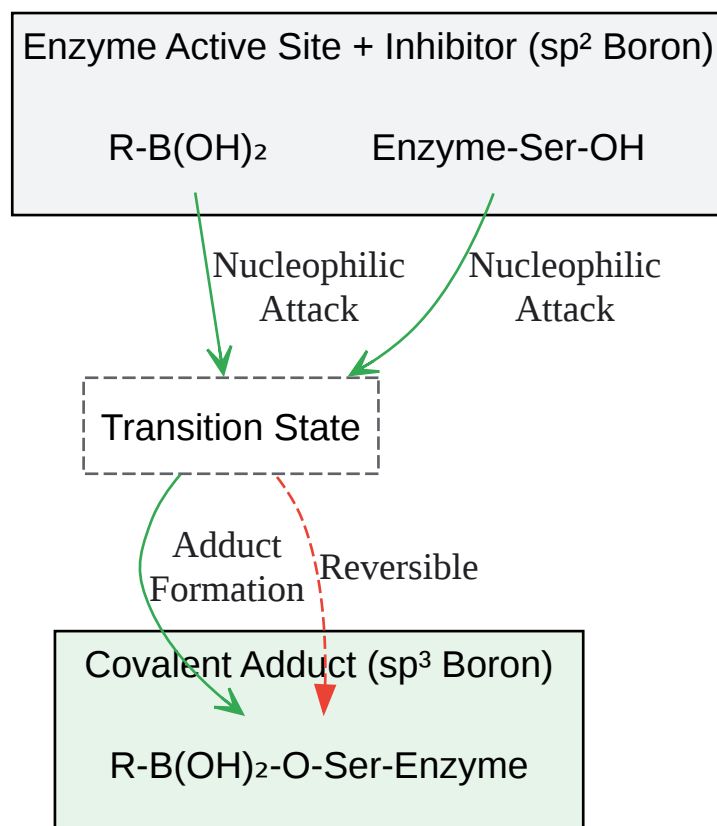 Enzyme Active Site + Inhibitor (sp² Boron)
R-B(OH)₂
Enzyme-Ser-OH
Nucleophilic
Attack
Nucleophilic
Attack
Transition State
Adduct
Formation
Reversible
Covalent Adduct (sp³ Boron)
R-B(OH)₂-O-Ser-Enzyme